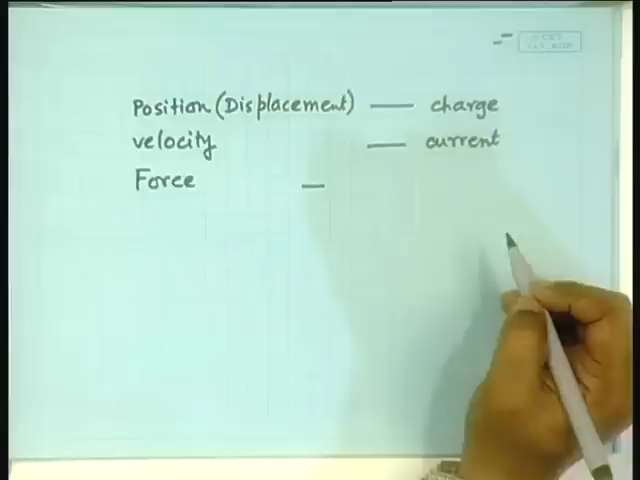 Position (Displacement) — charge
velocity — current
Force —